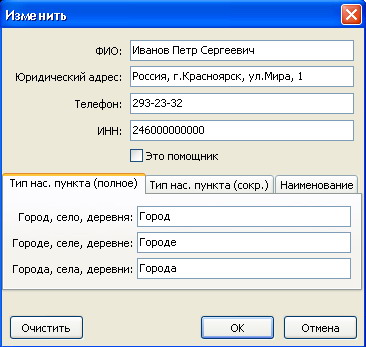 Изменить
ФИО: Иванов Петр Сергеевич
Юридический адрес: Россия, г.Красноярск, ул.Мира, 1
Телефон: 293-23-32
ИНН: 246000000000
Это помощник
Тип нас. пункта (полное) Тип нас. пункта (сокр.) Наименование
Город, село, деревня: Город
Городе, селе, деревне: Городе
Города, села, деревни: Города
Очистить OK Отмена